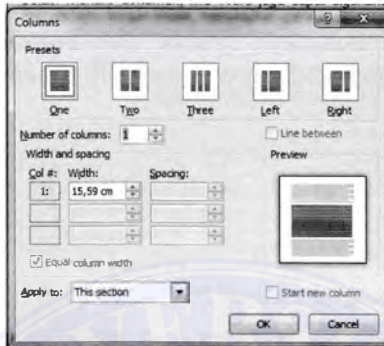 Columns
Presets
One Two Three Left Right
Number of columns: 1
Line between
Width and spacing
Preview
Col #: Width: Spacing:
1: 15,59 cm
Equal column width
Apply to: This section
Start new column
OK Cancel